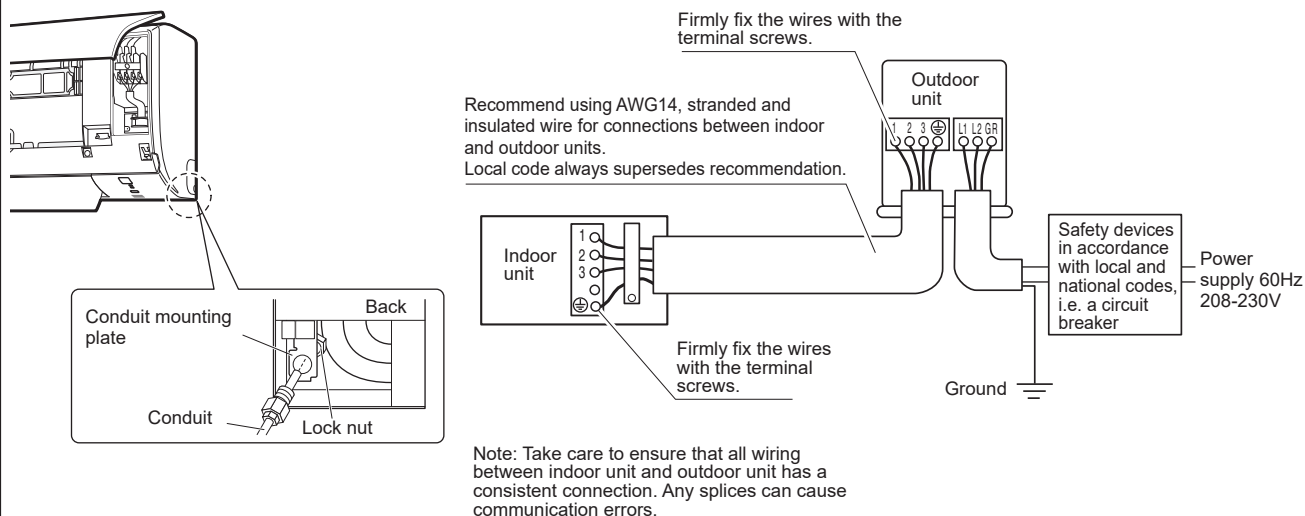 Firmly fix the wires with the
terminal screws.
Outdoor
unit
1 2 3
L1 L2 GR
Recommend using AWG14, stranded and
insulated wire for connections between indoor
and outdoor units.
Local code always supersedes recommendation.
Indoor
unit
1
2
3
Safety devices
in accordance
with local and
national codes,
i.e. a circuit
breaker
Power
supply 60Hz
208-230V
Back
Conduit mounting
plate
Conduit
Lock nut
Firmly fix the wires
with the terminal
screws.
Ground
Note: Take care to ensure that all wiring
between indoor unit and outdoor unit has a
consistent connection. Any splices can cause
communication errors.